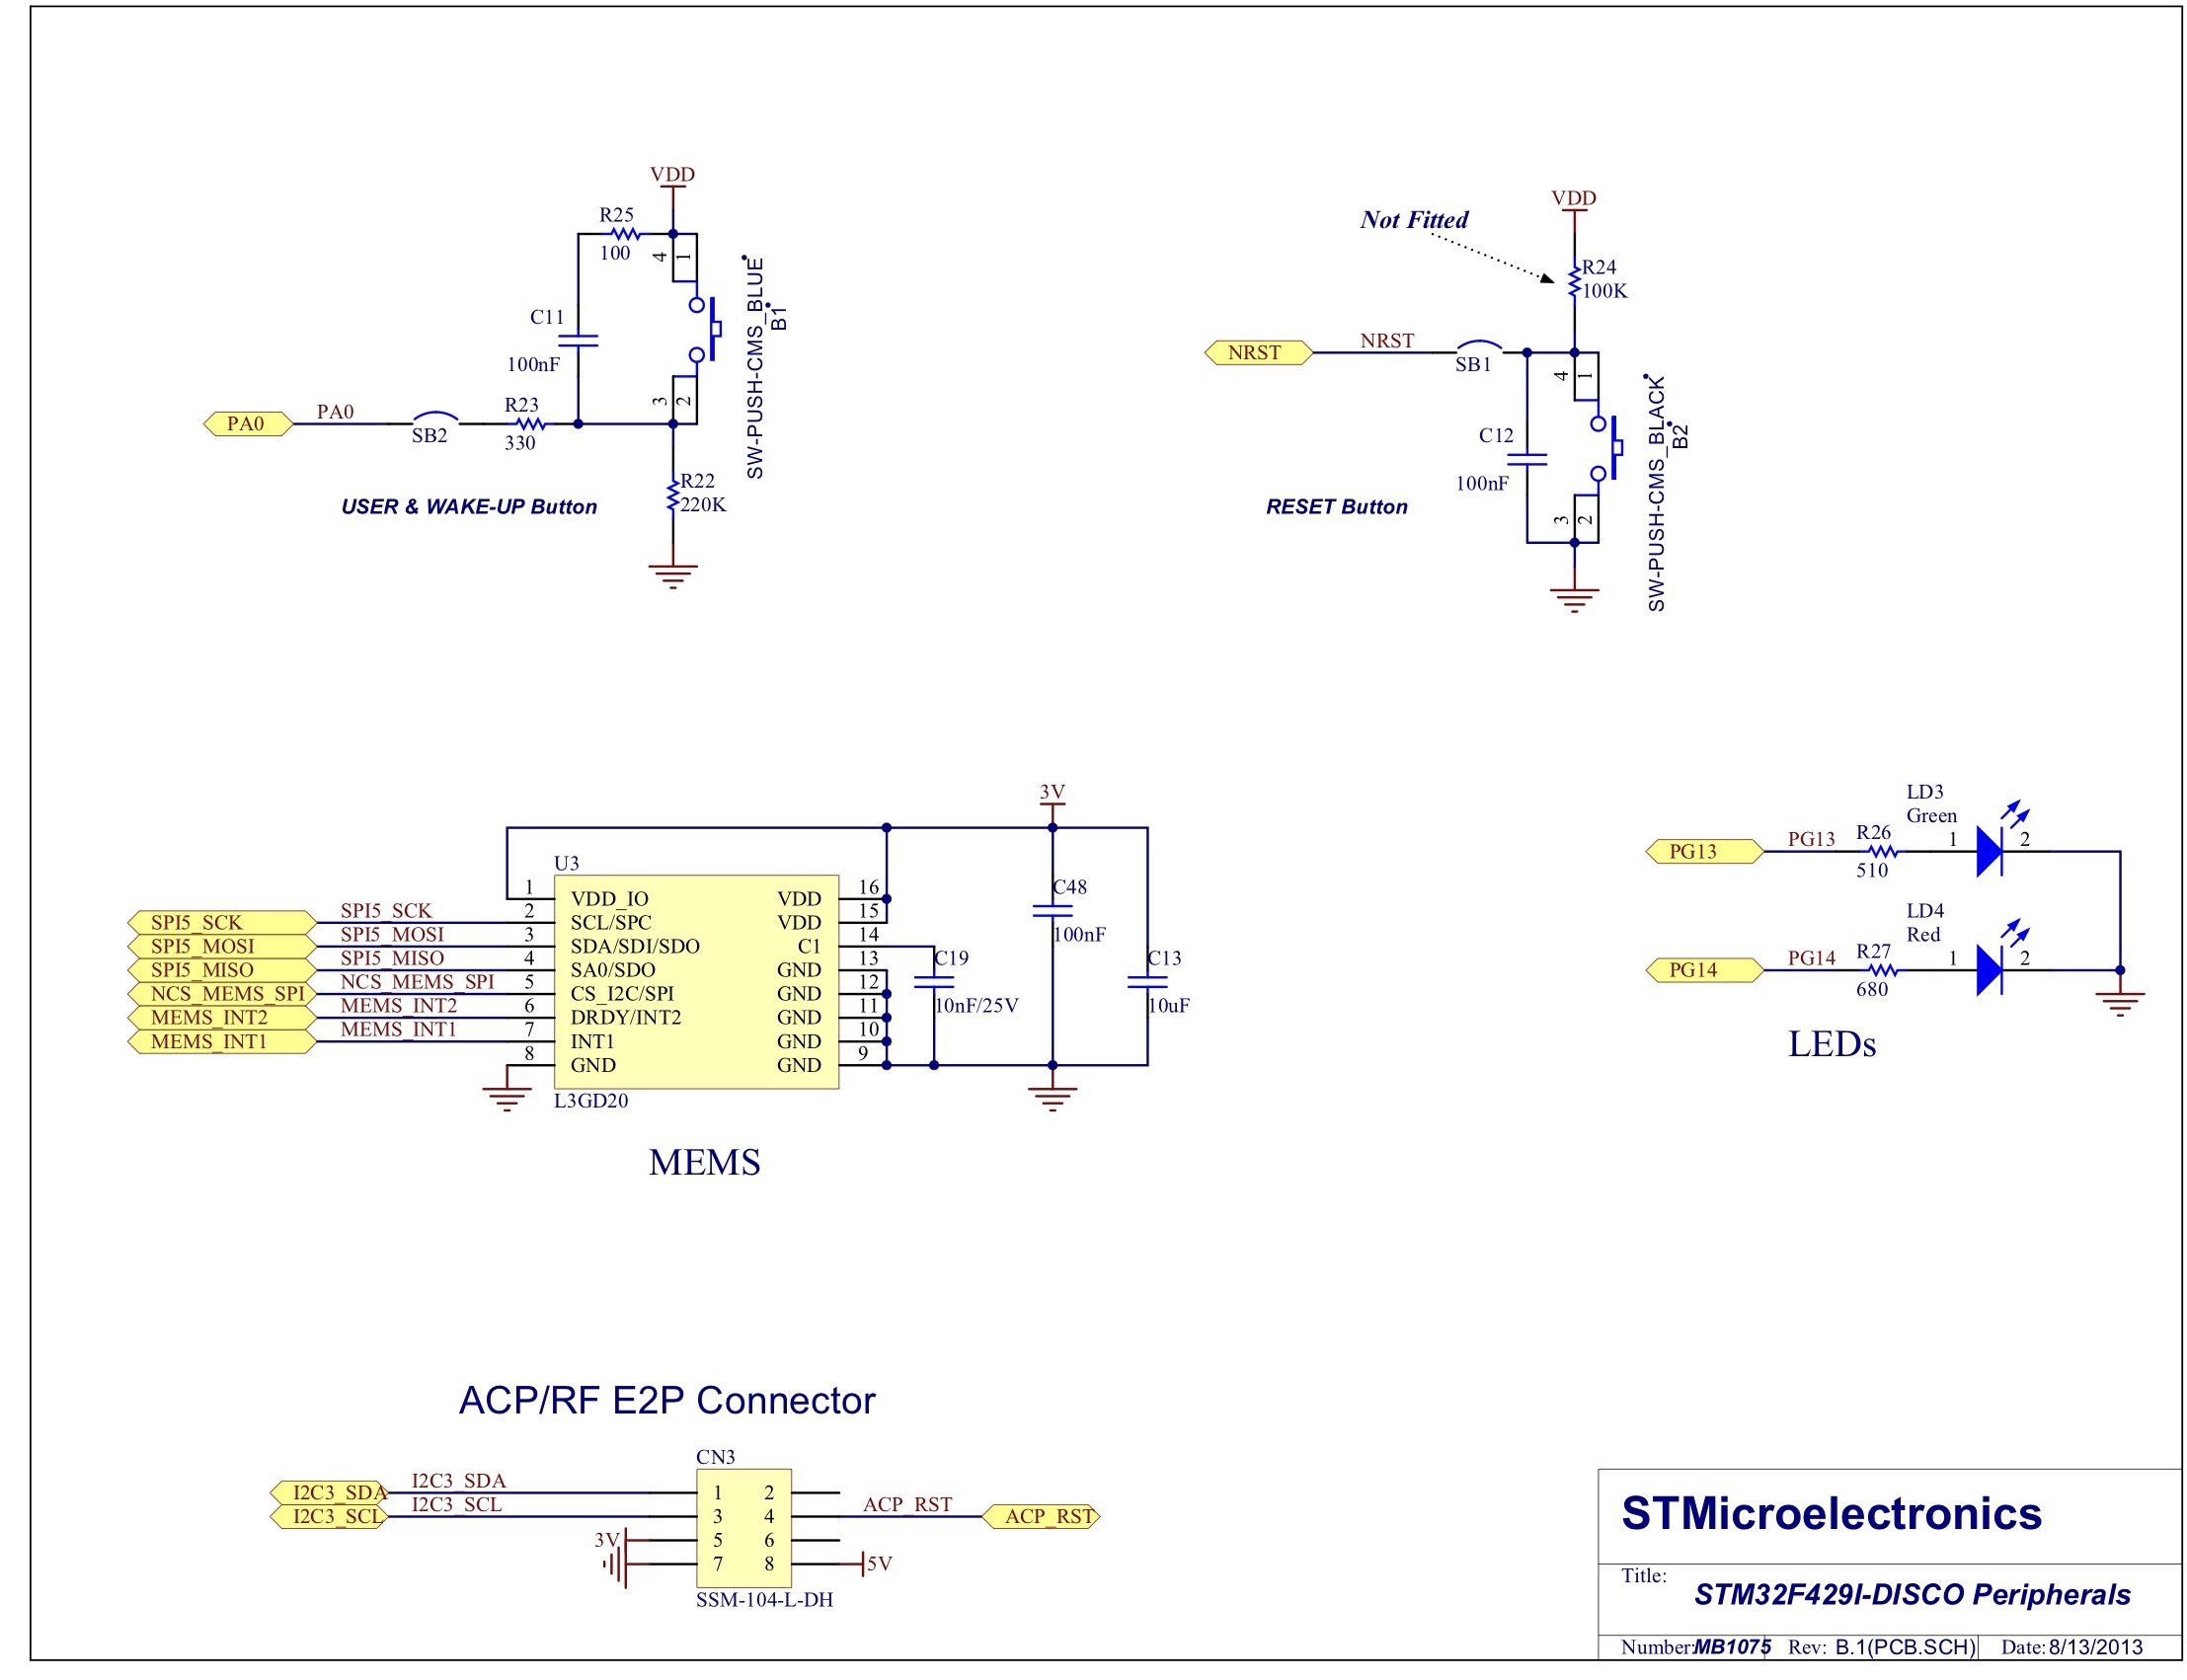 VDD
R25
100
4
1
C11
100nF
SW-PUSH-CMS_BLUE
B1
3
2
PA0
PA0
SB2
R23
330
R22
220K
USER & WAKE-UP Button
VDD
Not Fitted
R24
100K
NRST
NRST
SB1
4
1
C12
100nF
SW-PUSH-CMS_BLACK
B2
3
2
RESET Button
3V
U3
1 VDD_IO VDD 16
SPI5_SCK SPI5_SCK 2 SCL/SPC VDD 15
SPI5_MOSI SPI5_MOSI 3 SDA/SDI/SDO C1 14
SPI5_MISO SPI5_MISO 4 SA0/SDO GND 13
NCS_MEMS_SPI NCS_MEMS_SPI 5 CS_I2C/SPI GND 12
MEMS_INT2 MEMS_INT2 6 DRDY/INT2 GND 11
MEMS_INT1 MEMS_INT1 7 INT1 GND 10
8 GND GND 9
L3GD20
C48
100nF
C19
10nF/25V
C13
10uF
MEMS
LD3
Green
PG13 PG13 R26 1 2
510
LD4
Red
PG14 PG14 R27 1 2
680
LEDs
ACP/RF E2P Connector
CN3
I2C3_SDA I2C3_SDA 1 2
I2C3_SCL I2C3_SCL 3 4 ACP_RST ACP_RST
3V 5 6
7 8 5V
SSM-104-L-DH
STMicroelectronics
Title:
STM32F429I-DISCO Peripherals
Number:MB1075 Rev: B.1(PCB.SCH) Date:8/13/2013